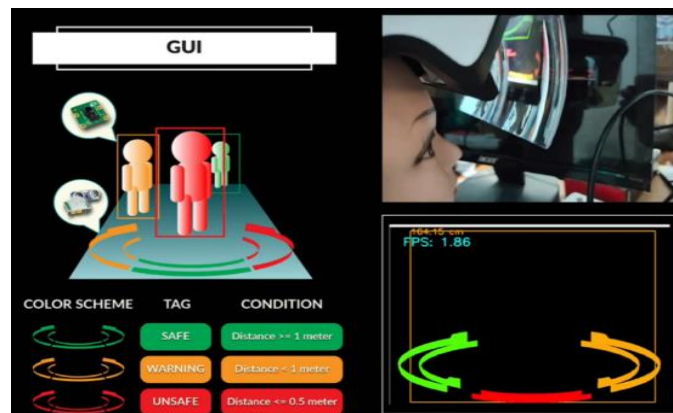 GUI
COLOR SCHEME TAG CONDITION
SAFE Distance >= 1 meter
WARNING Distance < 1 meter
UNSAFE Distance <= 0.5 meter
164.15 cm
FPS: 1.86
acer